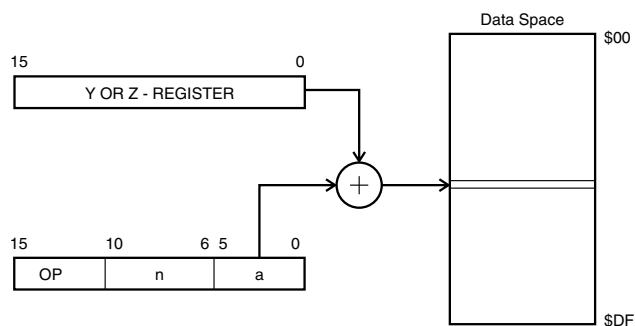 Data Space
$00
15 0
Y OR Z - REGISTER
+
15 10 6 5 0
OP n a
$DF